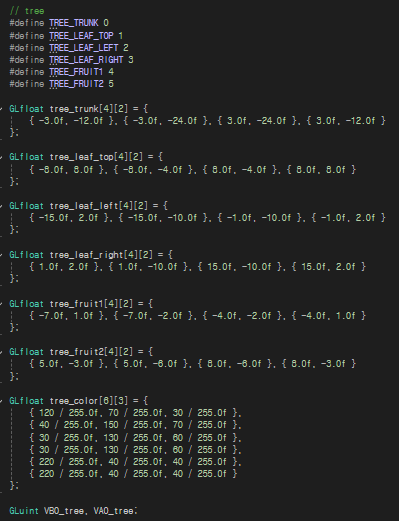 // tree
#define TREE_TRUNK 0
#define TREE_LEAF_TOP 1
#define TREE_LEAF_LEFT 2
#define TREE_LEAF_RIGHT 3
#define TREE_FRUIT1 4
#define TREE_FRUIT2 5
GLfloat tree_trunk[4][2] = {
{ -3.0f, -12.0f }, { -3.0f, -24.0f }, { 3.0f, -24.0f }, { 3.0f, -12.0f }
};
GLfloat tree_leaf_top[4][2] = {
{ -8.0f, 8.0f }, { -8.0f, -4.0f }, { 8.0f, -4.0f }, { 8.0f, 8.0f }
};
GLfloat tree_leaf_left[4][2] = {
{ -15.0f, 2.0f }, { -15.0f, -10.0f }, { -1.0f, -10.0f }, { -1.0f, 2.0f }
};
GLfloat tree_leaf_right[4][2] = {
{ 1.0f, 2.0f }, { 1.0f, -10.0f }, { 15.0f, -10.0f }, { 15.0f, 2.0f }
};
GLfloat tree_fruit1[4][2] = {
{ -7.0f, 1.0f }, { -7.0f, -2.0f }, { -4.0f, -2.0f }, { -4.0f, 1.0f }
};
GLfloat tree_fruit2[4][2] = {
{ 5.0f, -3.0f }, { 5.0f, -6.0f }, { 8.0f, -6.0f }, { 8.0f, -3.0f }
};
GLfloat tree_color[6][3] = {
{ 120 / 255.0f, 70 / 255.0f, 30 / 255.0f },
{ 40 / 255.0f, 150 / 255.0f, 70 / 255.0f },
{ 30 / 255.0f, 130 / 255.0f, 60 / 255.0f },
{ 30 / 255.0f, 130 / 255.0f, 60 / 255.0f },
{ 220 / 255.0f, 40 / 255.0f, 40 / 255.0f },
{ 220 / 255.0f, 40 / 255.0f, 40 / 255.0f }
};
GLuint VBO_tree, VAO_tree;